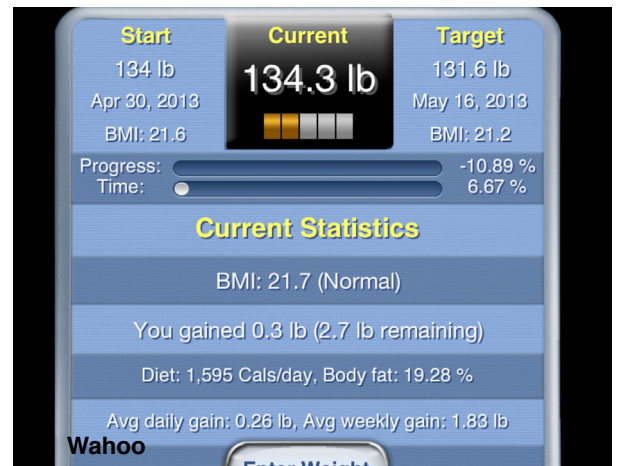 Start Current Target
134 lb 134.3 lb 131.6 lb
Apr 30, 2013 May 16, 2013
BMI: 21.6 BMI: 21.2
Progress: -10.89 %
Time: 6.67 %
Current Statistics
BMI: 21.7 (Normal)
You gained 0.3 lb (2.7 lb remaining)
Diet: 1,595 Cals/day, Body fat: 19.28 %
Avg daily gain: 0.26 lb, Avg weekly gain: 1.83 lb
Wahoo
Enter Weight